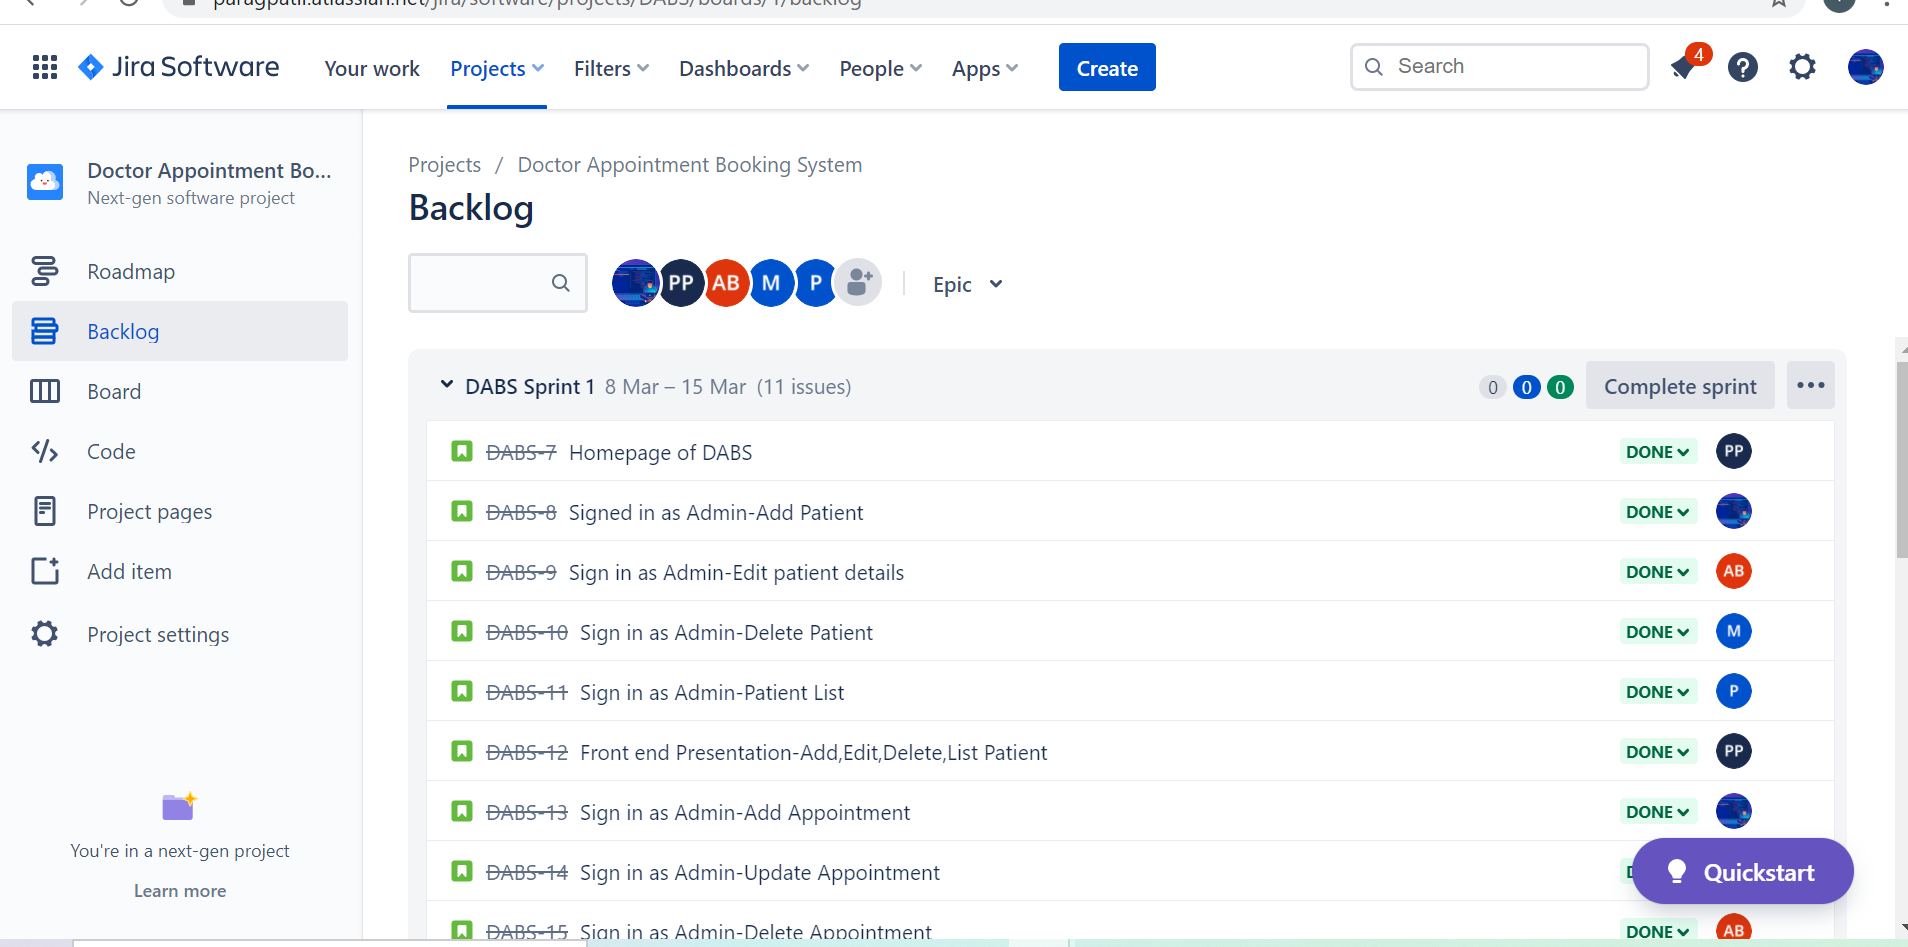 paragpatil.atlassian.net/jira/software/projects/DABS/boards/1/backlog
Jira Software
Your work
Projects
Filters
Dashboards
People
Apps
Create
Search
4
Doctor Appointment Bo...
Next-gen software project
Roadmap
Backlog
Board
Code
Project pages
Add item
Project settings
You're in a next-gen project
Learn more
Projects / Doctor Appointment Booking System
Backlog
PP AB M P
Epic
DABS Sprint 1 8 Mar – 15 Mar (11 issues)
0 0 0
Complete sprint
DABS-7 Homepage of DABS DONE PP
DABS-8 Signed in as Admin-Add Patient DONE
DABS-9 Sign in as Admin-Edit patient details DONE AB
DABS-10 Sign in as Admin-Delete Patient DONE M
DABS-11 Sign in as Admin-Patient List DONE P
DABS-12 Front end Presentation-Add,Edit,Delete,List Patient DONE PP
DABS-13 Sign in as Admin-Add Appointment DONE
DABS-14 Sign in as Admin-Update Appointment
Quickstart
DABS-15 Sign in as Admin-Delete Appointment DONE AB